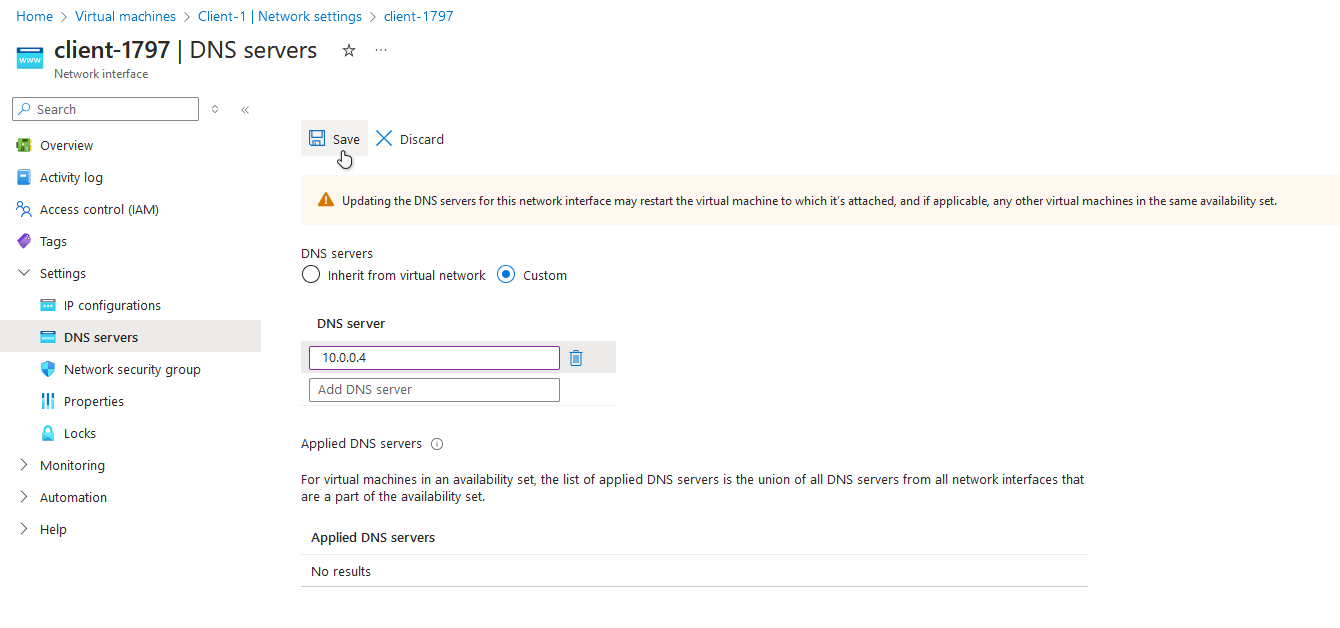 Home > Virtual machines > Client-1 | Network settings > client-1797
www
client-1797 | DNS servers
Network interface
Search
Overview
Activity log
Access control (IAM)
Tags
Settings
IP configurations
DNS servers
Network security group
Properties
Locks
Monitoring
Automation
Help
Save
Discard
Updating the DNS servers for this network interface may restart the virtual machine to which it's attached, and if applicable, any other virtual machines in the same availability set.
DNS servers
Inherit from virtual network
Custom
DNS server
10.0.0.4
Add DNS server
Applied DNS servers
For virtual machines in an availability set, the list of applied DNS servers is the union of all DNS servers from all network interfaces that
are a part of the availability set.
Applied DNS servers
No results